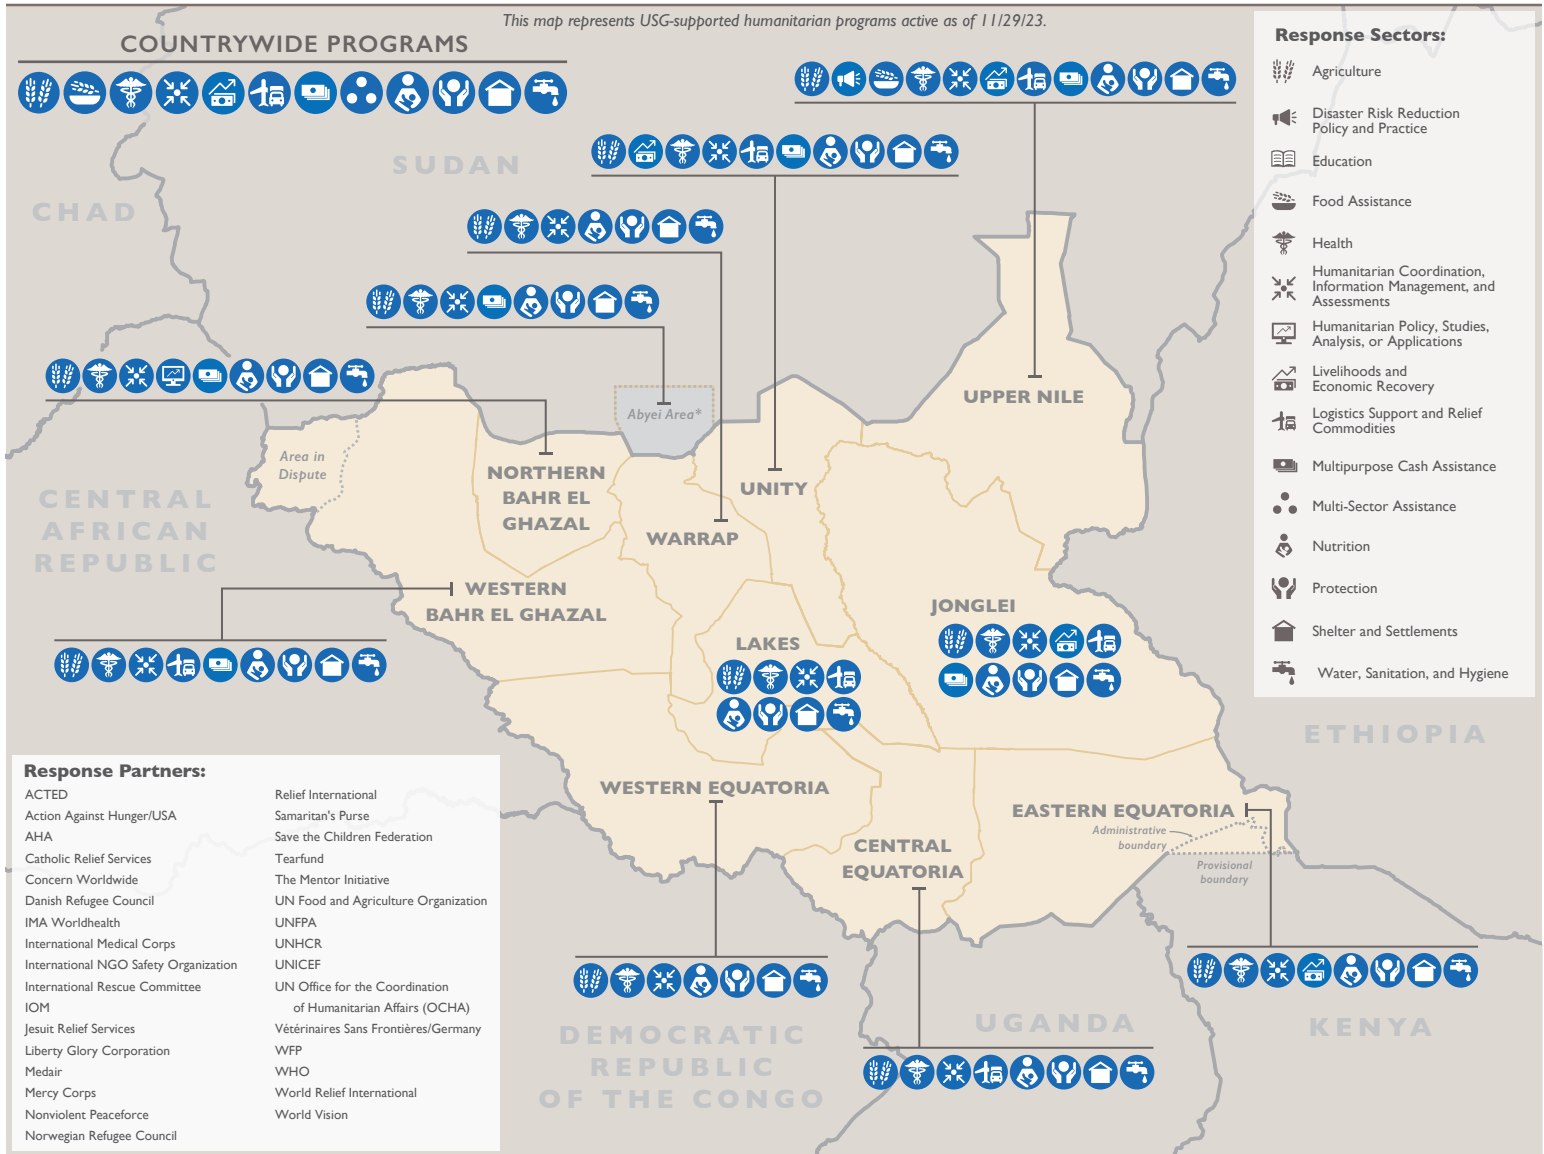 This map represents USG-supported humanitarian programs active as of 11/29/23.
COUNTRYWIDE PROGRAMS
Response Sectors:
Agriculture
Disaster Risk Reduction
Policy and Practice
Education
Food Assistance
Health
Humanitarian Coordination,
Information Management, and
Assessments
Humanitarian Policy, Studies,
Analysis, or Applications
Livelihoods and
Economic Recovery
Logistics Support and Relief
Commodities
Multipurpose Cash Assistance
Multi-Sector Assistance
Nutrition
Protection
Shelter and Settlements
Water, Sanitation, and Hygiene
SUDAN
CHAD
CENTRAL
AFRICAN
REPUBLIC
Area in
Dispute
Abyei Area*
UPPER NILE
NORTHERN
BAHR EL
GHAZAL
UNITY
WARRAP
WESTERN
BAHR EL GHAZAL
JONGLEI
LAKES
ETHIOPIA
WESTERN EQUATORIA
EASTERN EQUATORIA
Administrative
boundary
Provisional
boundary
CENTRAL
EQUATORIA
DEMOCRATIC
REPUBLIC
OF THE CONGO
UGANDA
KENYA
Response Partners:
ACTED
Action Against Hunger/USA
AHA
Catholic Relief Services
Concern Worldwide
Danish Refugee Council
IMA Worldhealth
International Medical Corps
International NGO Safety Organization
International Rescue Committee
IOM
Jesuit Relief Services
Liberty Glory Corporation
Medair
Mercy Corps
Nonviolent Peaceforce
Norwegian Refugee Council
Relief International
Samaritan's Purse
Save the Children Federation
Tearfund
The Mentor Initiative
UN Food and Agriculture Organization
UNFPA
UNHCR
UNICEF
UN Office for the Coordination
of Humanitarian Affairs (OCHA)
Vétérinaires Sans Frontières/Germany
WFP
WHO
World Relief International
World Vision